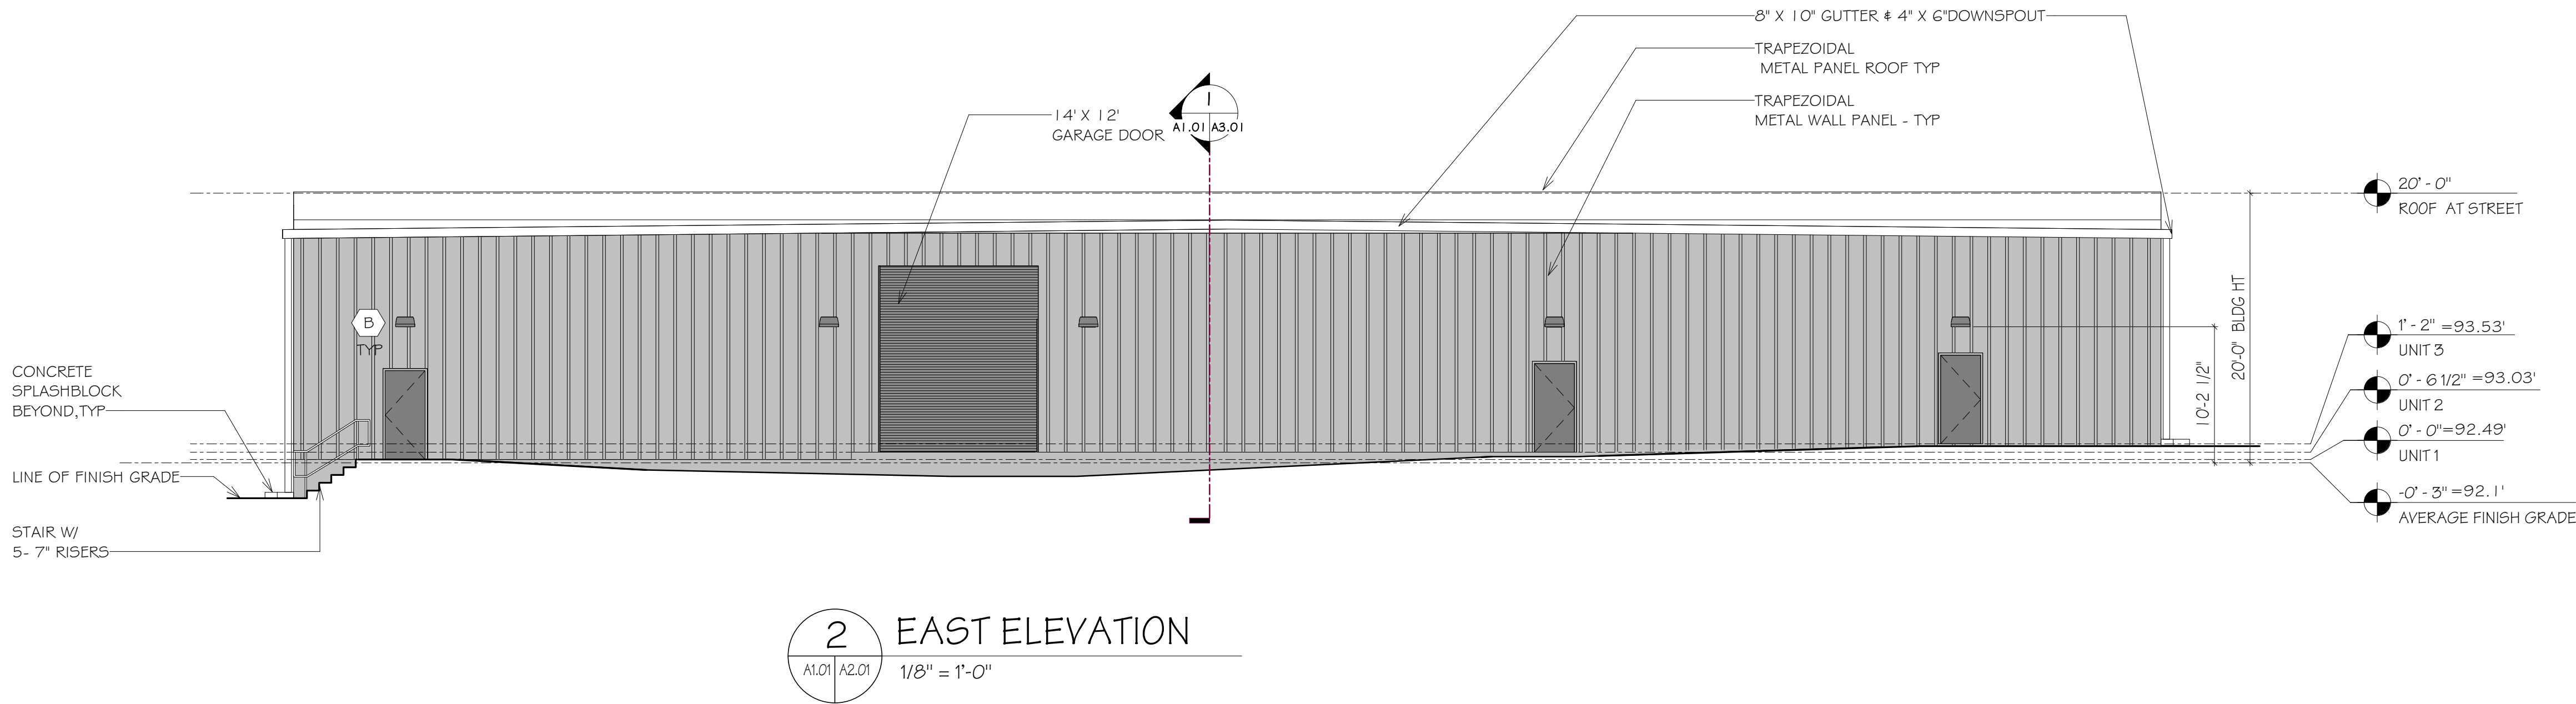 8" X 10" GUTTER & 4" X 6"DOWNSPOUT
TRAPEZOIDAL
METAL PANEL ROOF TYP
TRAPEZOIDAL
METAL WALL PANEL - TYP
14' X 12'
GARAGE DOOR
1
A1.01 A3.01
20' - 0"
ROOF AT STREET
20'-0" BLDG HT
10'-2 1/2"
1' - 2" =93.53'
UNIT 3
0' - 6 1/2" =93.03'
UNIT 2
0' - 0"=92.49'
UNIT 1
-0' - 3" =92.1'
AVERAGE FINISH GRADE
B
TYP
CONCRETE
SPLASHBLOCK
BEYOND,TYP
LINE OF FINISH GRADE
STAIR W/
5- 7" RISERS
2
A1.01 A2.01
EAST ELEVATION
1/8" = 1'-0"